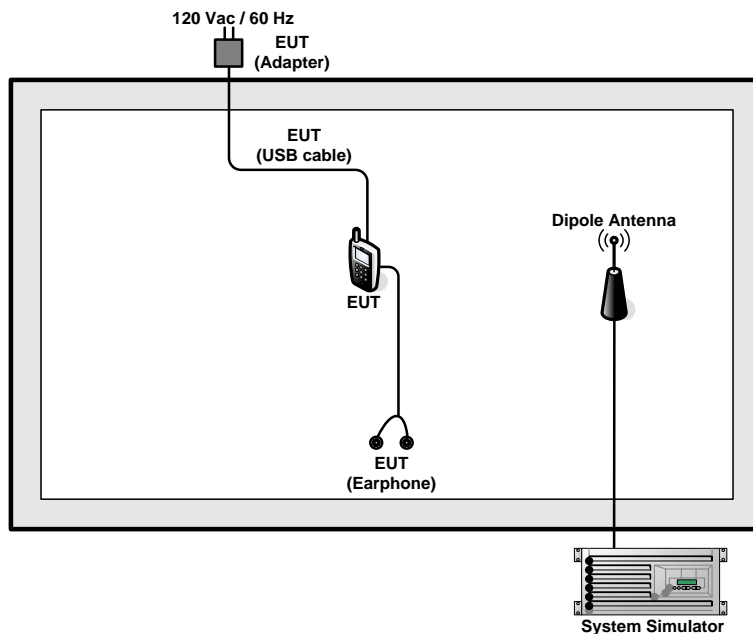 120 Vac / 60 Hz
EUT
(Adapter)
EUT
(USB cable)
Dipole Antenna
EUT
EUT
(Earphone)
System Simulator